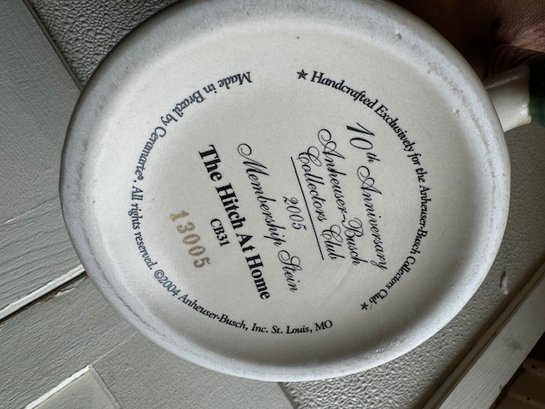 ★ Handcrafted Exclusively for the Anheuser-Busch Collectors Club ★
10th Anniversary
Anheuser-Busch
Collectors Club
2005
Membership Stein
The Hitch At Home
CB31
13005
Made in Brazil by Ceramarte® All rights reserved. ©2004 Anheuser-Busch, Inc. St. Louis, MO